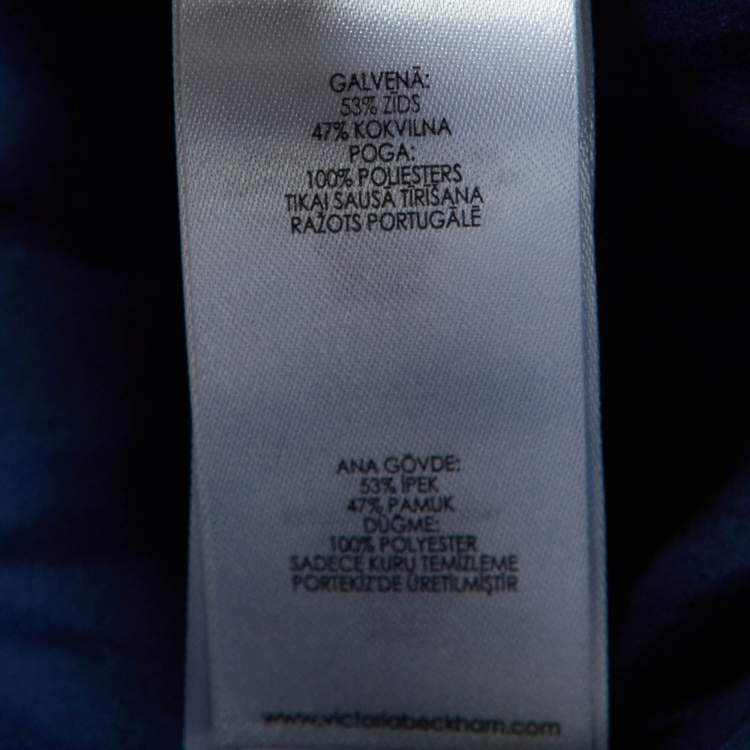 GALVENĀ:
53% ZĪDS
47% KOKVILNA
POGA:
100% POLIESTERS
TIKAI SAUSĀ TĪRĪŠANA
RAŽOTS PORTUGĀLĒ
ANA GÖVDE:
53% İPEK
47% PAMUK
DÜĞME:
100% POLYESTER
SADECE KURU TEMİZLEME
PORTEKİZ'DE ÜRETİLMİŞTİR
www.victoriabeckham.com